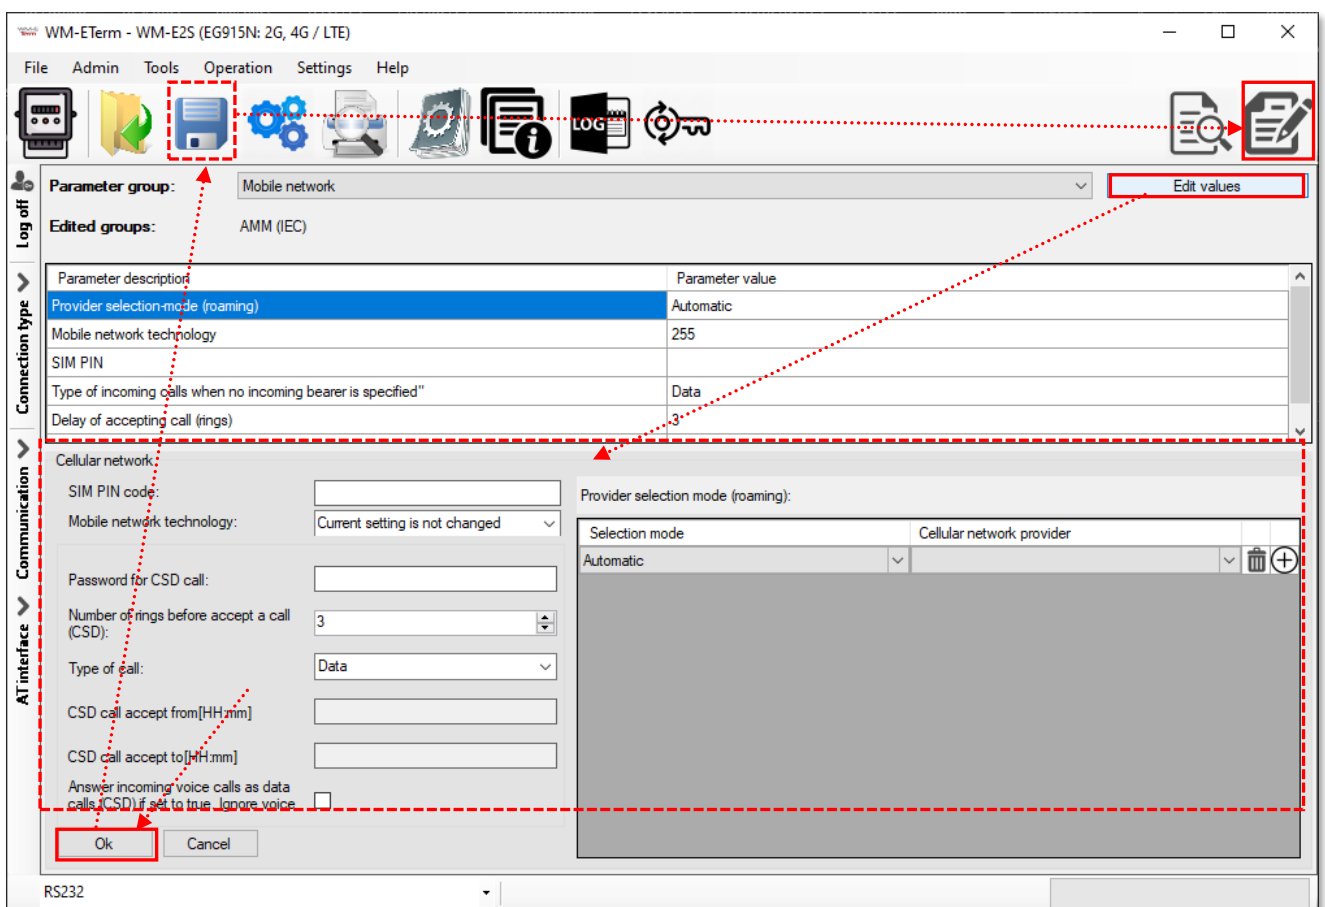 WM-ETerm - WM-E2S (EG915N: 2G, 4G / LTE)
File Admin Tools Operation Settings Help
LOG
Log off
Connection type
Communication
AT interface
Parameter group: Mobile network Edit values
Edited groups: AMM (IEC)
Parameter description Parameter value
Provider selection-mode (roaming) Automatic
Mobile network technology 255
SIM PIN
Type of incoming calls when no incoming bearer is specified" Data
Delay of accepting call (rings) 3
Cellular network
SIM PIN code:
Mobile network technology: Current setting is not changed
Password for CSD call:
Number of rings before accept a call
(CSD): 3
Type of call: Data
CSD call accept from[HH:mm]
CSD call accept to[HH:mm]
Answer incoming voice calls as data
calls (CSD) if set to true. Ignore voice
Provider selection mode (roaming):
Selection mode Cellular network provider
Automatic
Ok Cancel
RS232